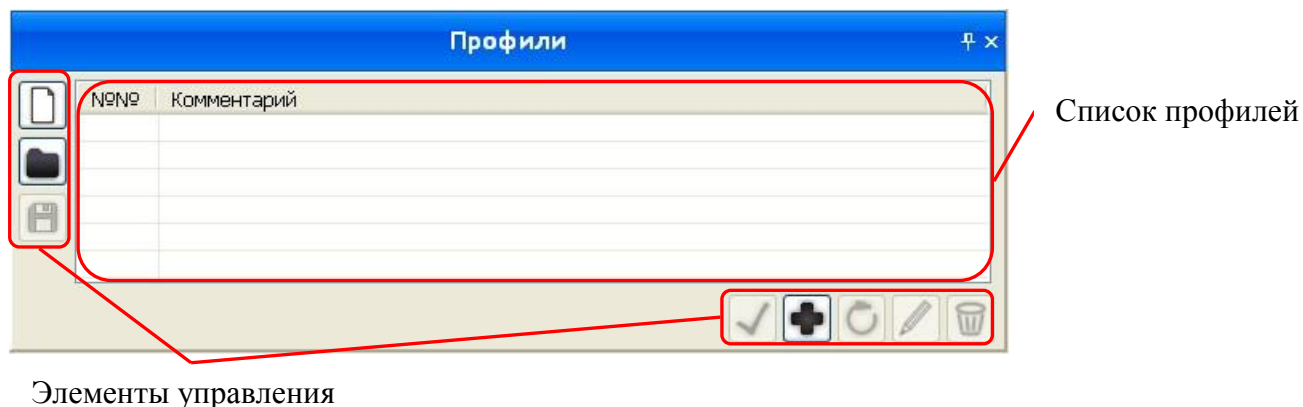 Профили
№№ Комментарий
Список профилей
Элементы управления